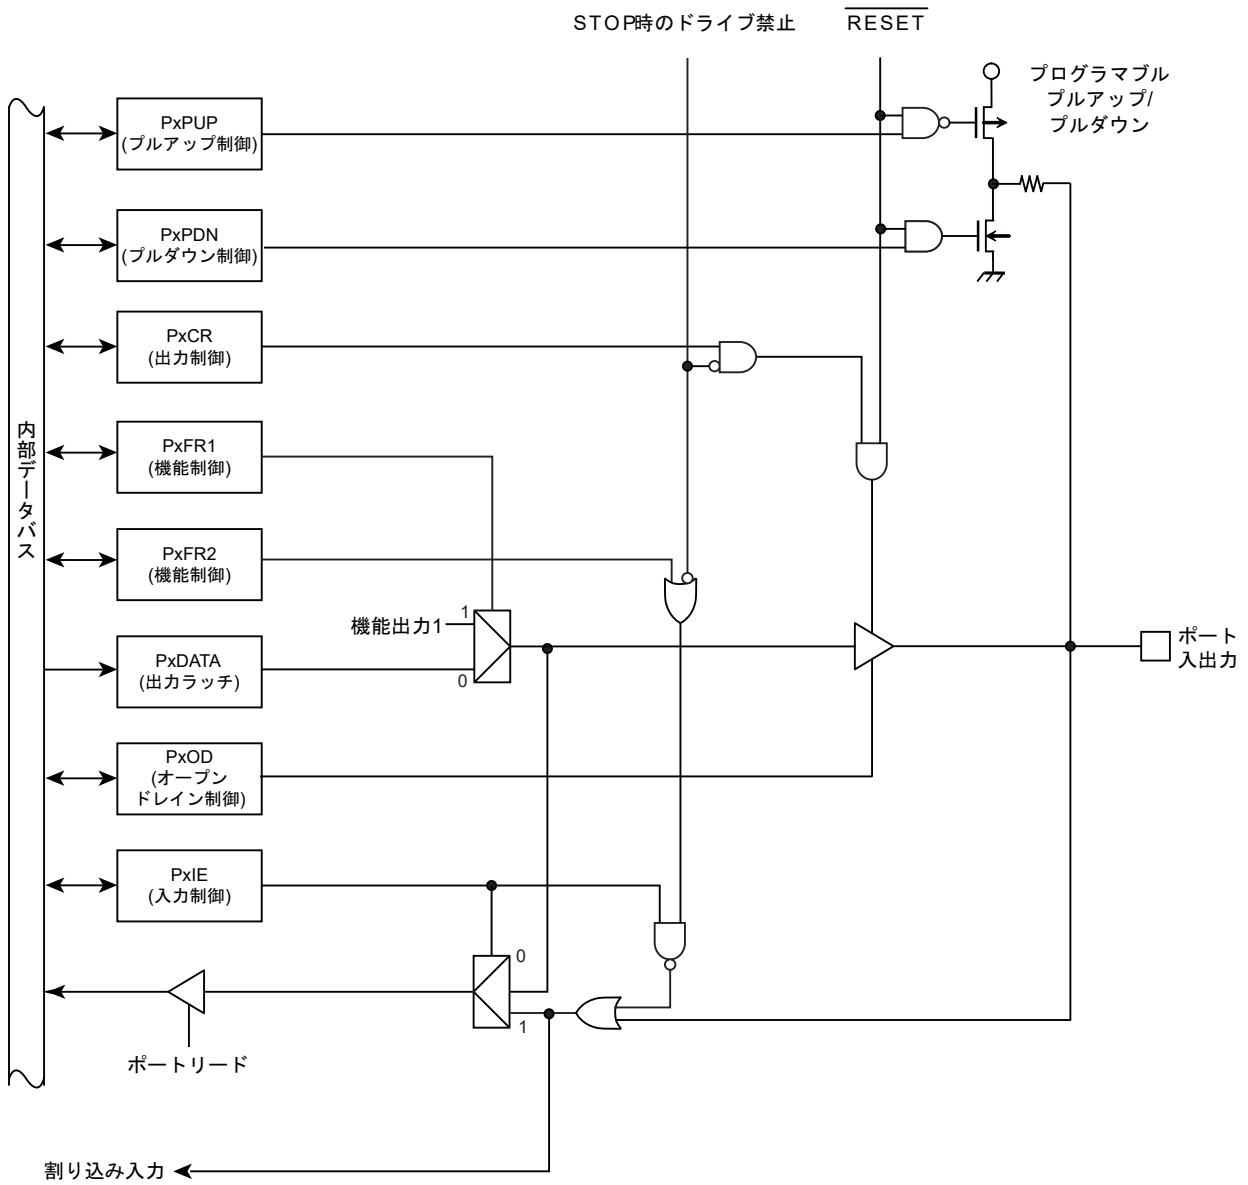 STOP時のドライブ禁止
RESET
プログラマブル
プルアップ/
プルダウン
PxPUP
(プルアップ制御)
PxPDN
(プルダウン制御)
PxCR
(出力制御)
内部データバス
PxFR1
(機能制御)
PxFR2
(機能制御)
機能出力1
1
0
PxDATA
(出力ラッチ)
ポート
入出力
PxOD
(オープン
ドレイン制御)
PxIE
(入力制御)
0
1
ポートリード
割り込み入力